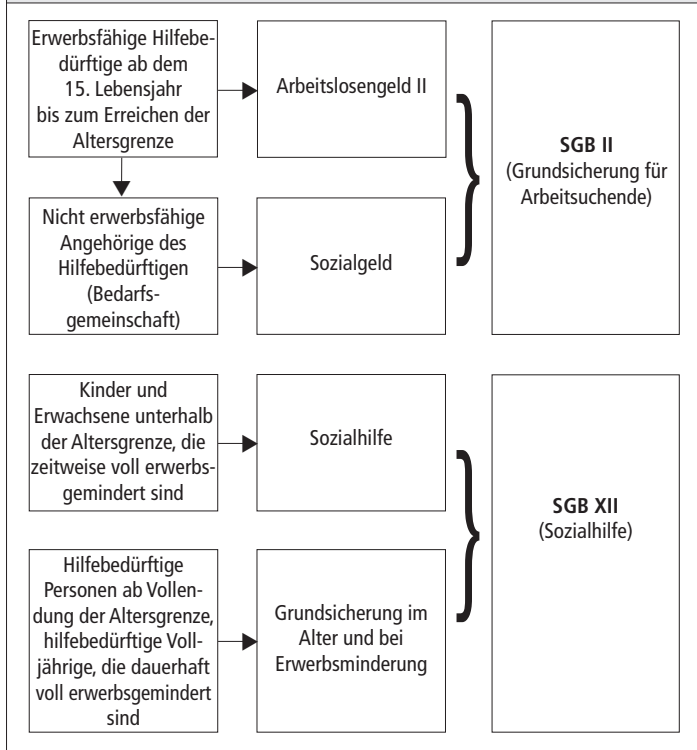 Erwerbsfähige Hilfebe-
dürftige ab dem
15. Lebensjahr
bis zum Erreichen der
Altersgrenze
Arbeitslosengeld II
SGB II
(Grundsicherung für
Arbeitsuchende)
Nicht erwerbsfähige
Angehörige des
Hilfebedürftigen
(Bedarfs-
gemeinschaft)
Sozialgeld
Kinder und
Erwachsene unterhalb
der Altersgrenze, die
zeitweise voll erwerbs-
gemindert sind
Sozialhilfe
SGB XII
(Sozialhilfe)
Hilfebedürftige
Personen ab Vollen-
dung der Altersgrenze,
hilfebedürftige Voll-
jährige, die dauerhaft
voll erwerbsgemindert
sind
Grundsicherung im
Alter und bei
Erwerbsminderung